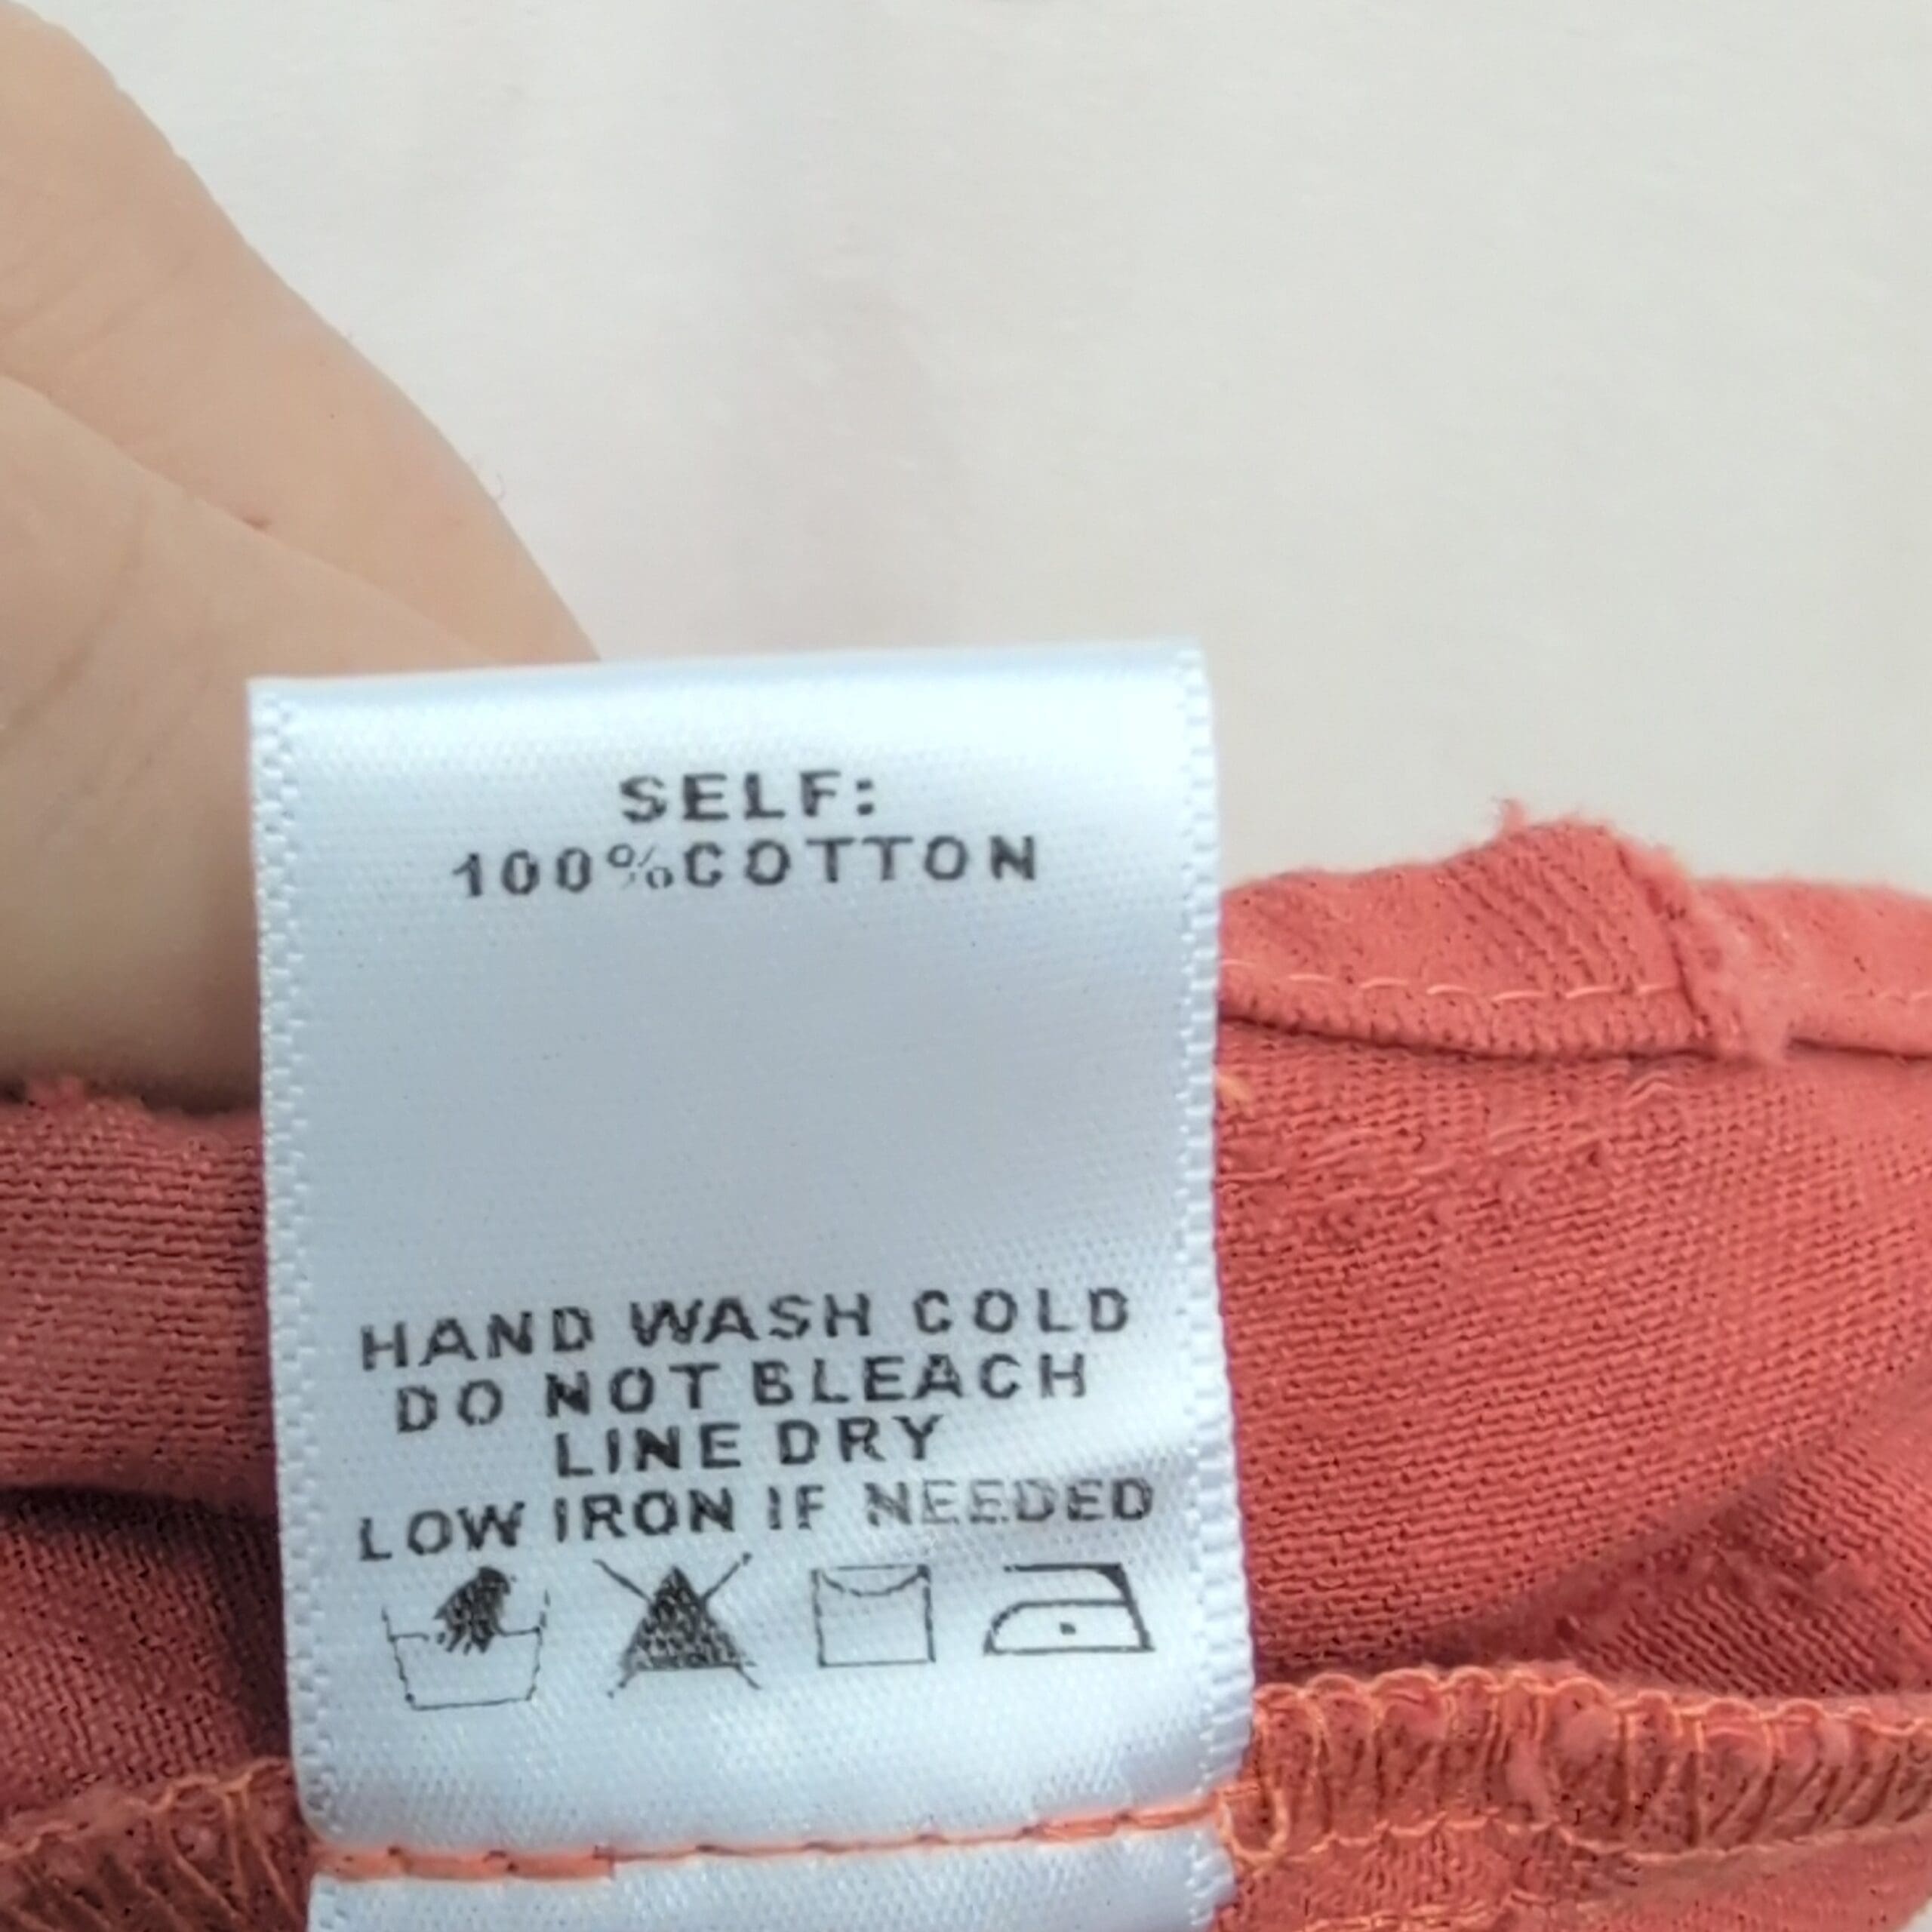 SELF:
100%COTTON
HAND WASH COLD
DO NOT BLEACH
LINE DRY
LOW IRON IF NEEDED